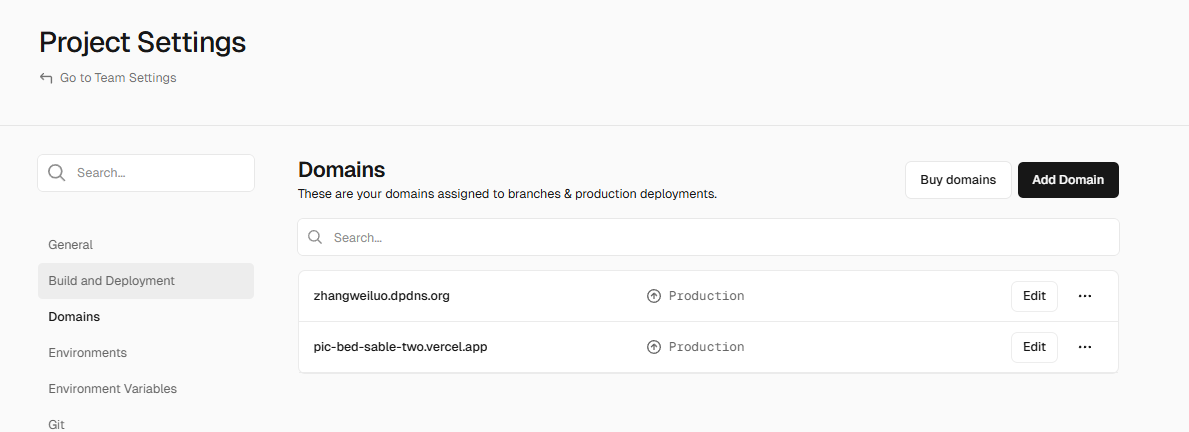 Project Settings
Go to Team Settings
Search...
General
Build and Deployment
Domains
Environments
Environment Variables
Git
Domains
These are your domains assigned to branches & production deployments.
Buy domains
Add Domain
Search...
zhangweiluo.dpdns.org Production Edit
pic-bed-sable-two.vercel.app Production Edit